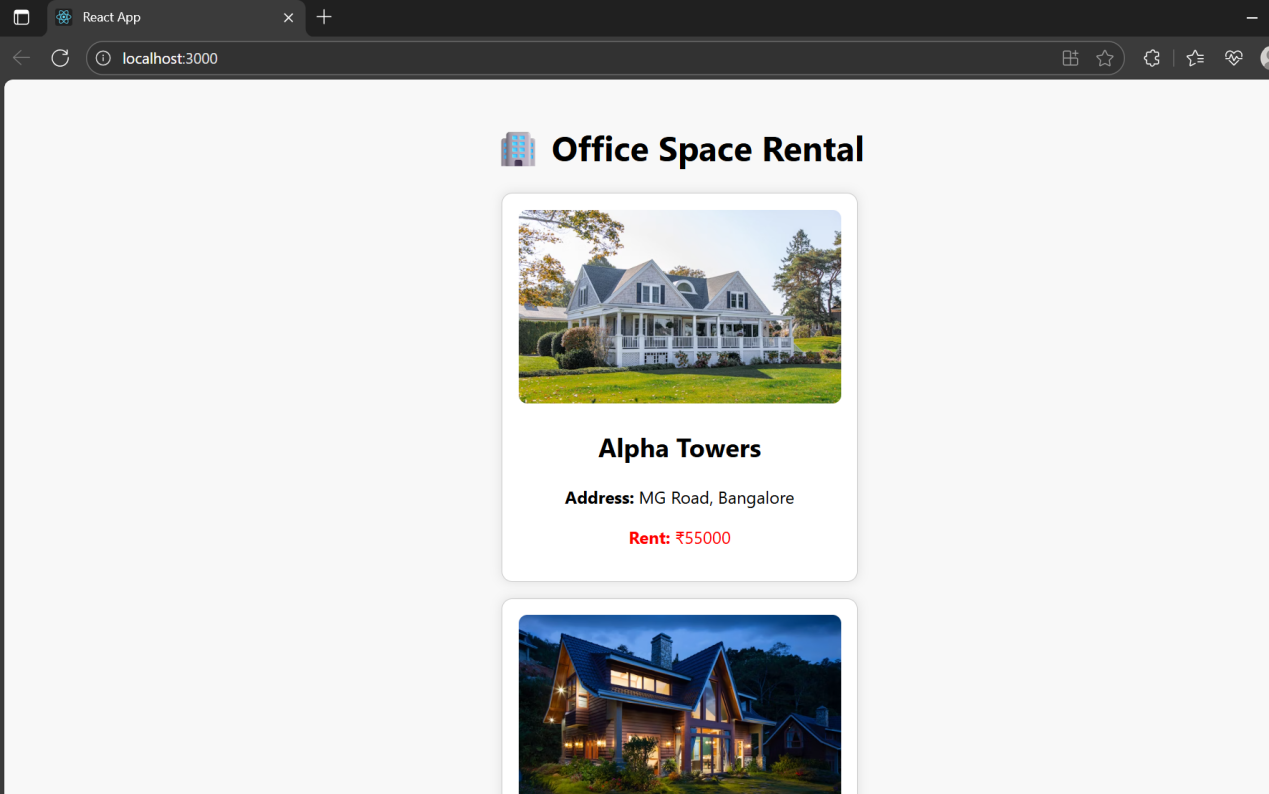 React App
localhost:3000
🏢 Office Space Rental
Alpha Towers
Address: MG Road, Bangalore
Rent: ₹55000